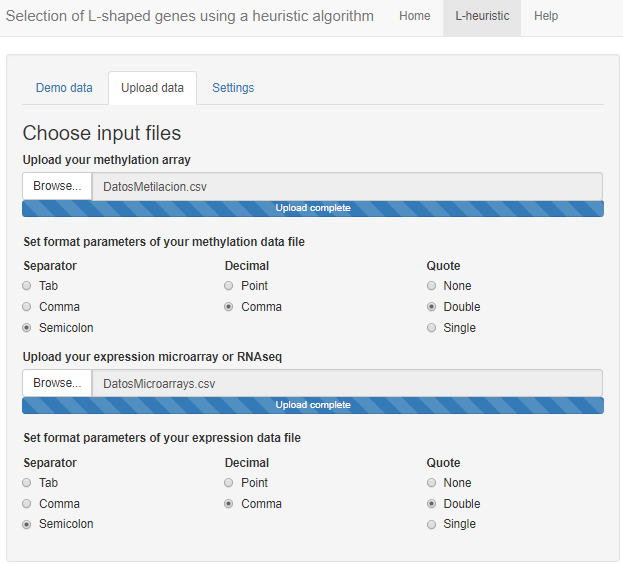 Selection of L-shaped genes using a heuristic algorithm Home L-heuristic Help
Demo data Upload data Settings
Choose input files
Upload your methylation array
Browse... DatosMetilacion.csv
Upload complete
Set format parameters of your methylation data file
Separator Decimal Quote
Tab Point None
Comma Comma Double
Semicolon Single
Upload your expression microarray or RNAseq
Browse... DatosMicroarrays.csv
Upload complete
Set format parameters of your expression data file
Separator Decimal Quote
Tab Point None
Comma Comma Double
Semicolon Single